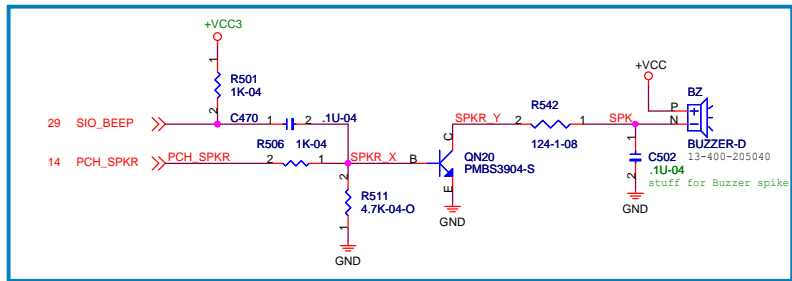 +VCC3
1
R501
1K-04
2
29 SIO_BEEP
C470 1 2 .1U-04
R506 1K-04
14 PCH_SPKR PCH_SPKR 2 1 SPKR_X B
2
R511
4.7K-04-O
1
GND
SPKR_Y 2 R542 1 SPK
124-1-08
C
QN20
PMBS3904-S
E
GND
+VCC
BZ
P
N
BUZZER-D
13-400-205040
1
C502
.1U-04
2
stuff for Buzzer spike
GND